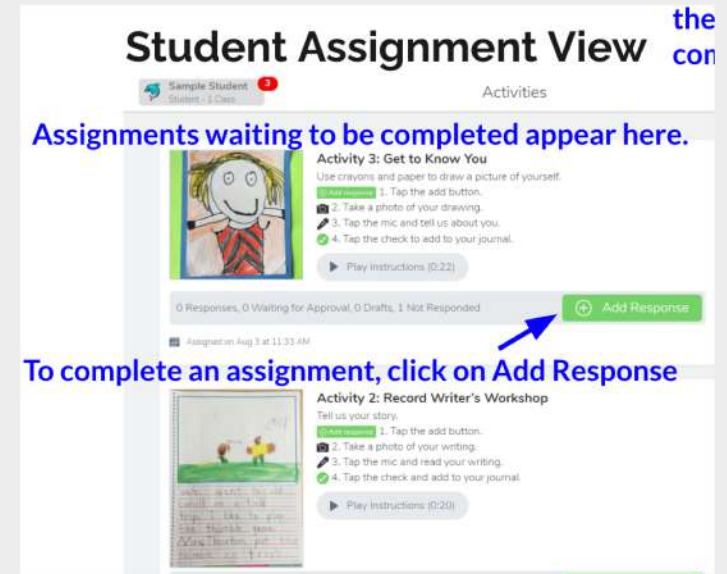 the
con
Student Assignment View
Sample Student 3
Student - 1 Class
Activities
Assignments waiting to be completed appear here.
Activity 3: Get to Know You
Use crayons and paper to draw a picture of yourself.
Add response 1. Tap the add button.
2. Take a photo of your drawing.
3. Tap the mic and tell us about you.
4. Tap the check to add to your journal.
Play Instructions (0:22)
0 Responses, 0 Waiting for Approval, 0 Drafts, 1 Not Responded
Add Response
Assigned on Aug 3 at 11:33 AM
To complete an assignment, click on Add Response
Activity 2: Record Writer's Workshop
Tell us your story.
Add response 1. Tap the add button.
2. Take a photo of your writing.
3. Tap the mic and read your writing.
4. Tap the check and add to your journal.
Play Instructions (0:20)